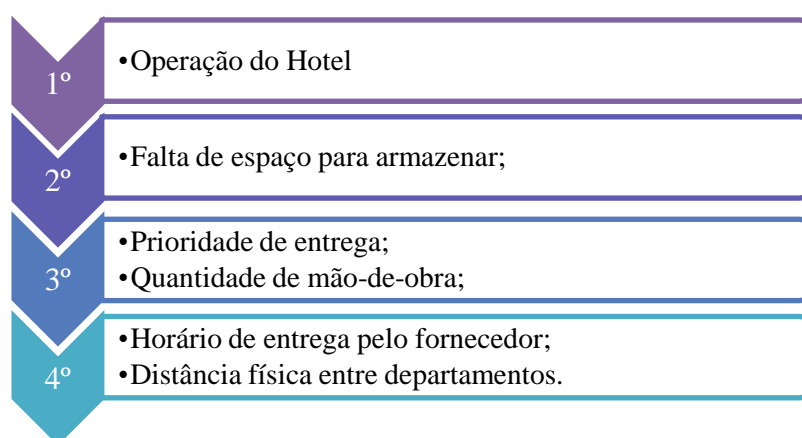 1º
•Operação do Hotel
2º
•Falta de espaço para armazenar;
3º
•Prioridade de entrega;
•Quantidade de mão-de-obra;
4º
•Horário de entrega pelo fornecedor;
•Distância física entre departamentos.